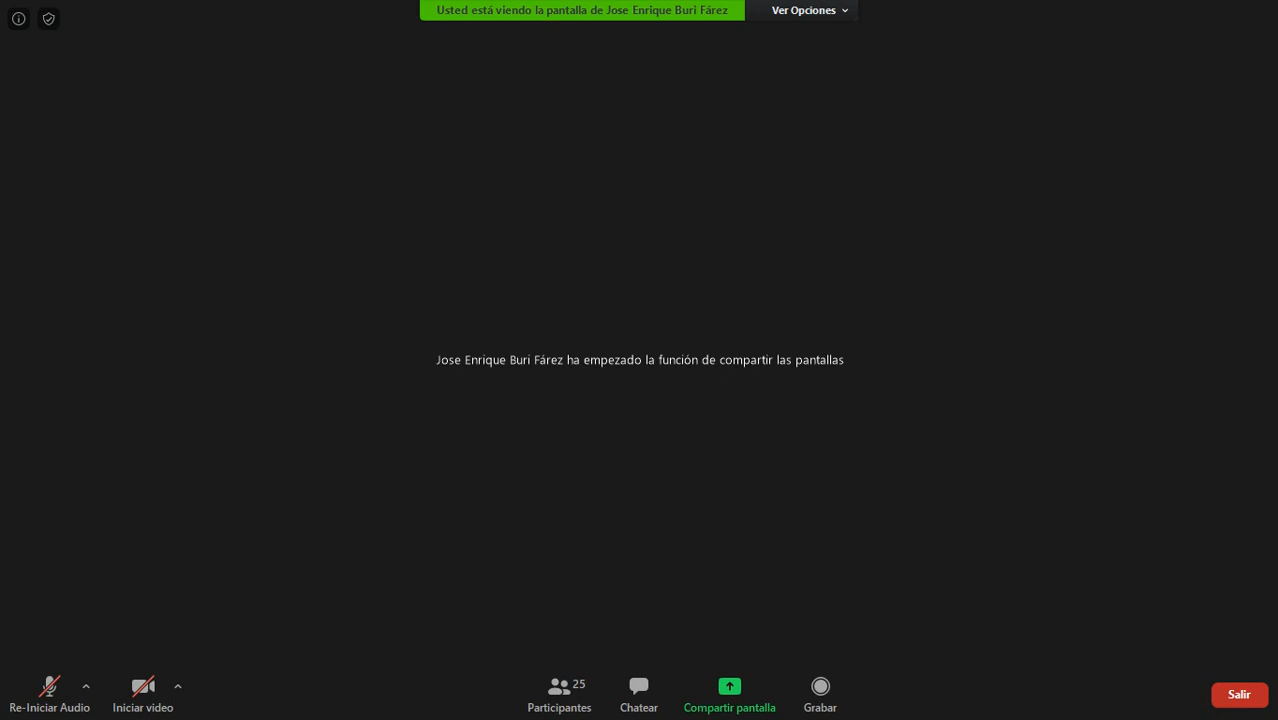 Usted está viendo la pantalla de Jose Enrique Buri Fárez
Ver Opciones
Jose Enrique Buri Fárez ha empezado la función de compartir las pantallas
25
Re-Iniciar Audio
Iniciar video
Participantes
Chatear
Compartir pantalla
Grabar
Salir